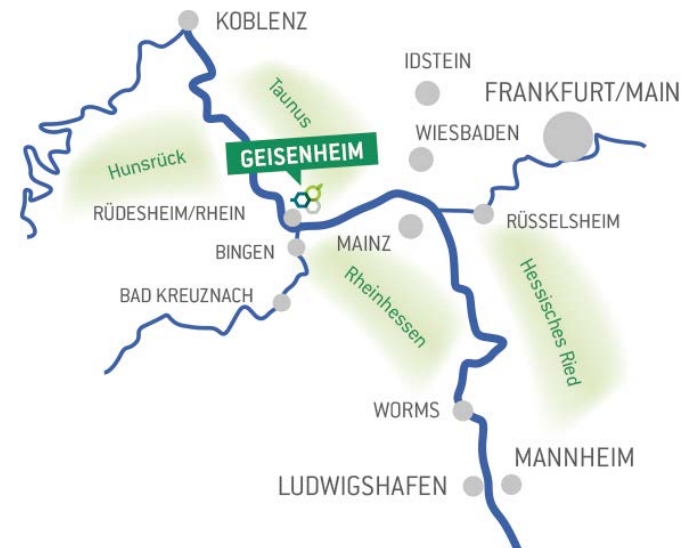 KOBLENZ
IDSTEIN
FRANKFURT/MAIN
Taunus
WIESBADEN
Hunsrück
GEISENHEIM
RÜDESHEIM/RHEIN
RÜSSELSHEIM
MAINZ
BINGEN
BAD KREUZNACH
Rheinhessen
Hessisches Ried
WORMS
MANNHEIM
LUDWIGSHAFEN